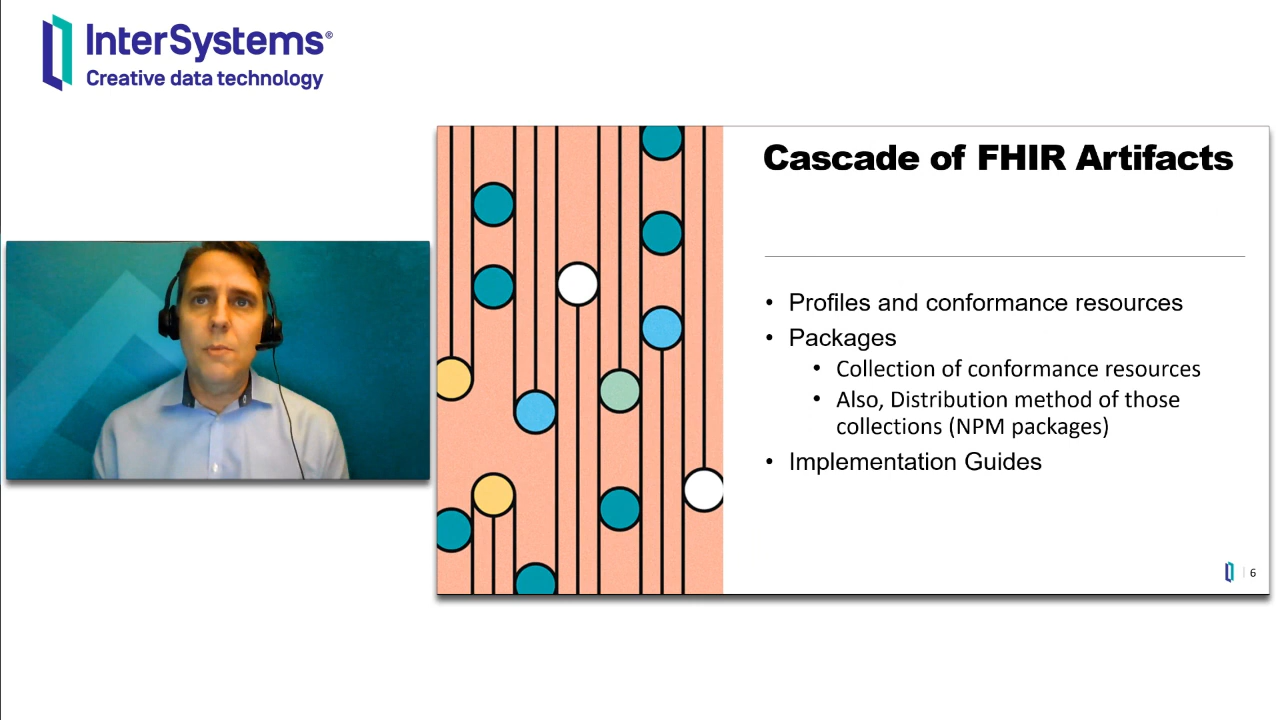 InterSystems®
Creative data technology
Cascade of FHIR Artifacts
• Profiles and conformance resources
• Packages
• Collection of conformance resources
• Also, Distribution method of those
collections (NPM packages)
• Implementation Guides
6